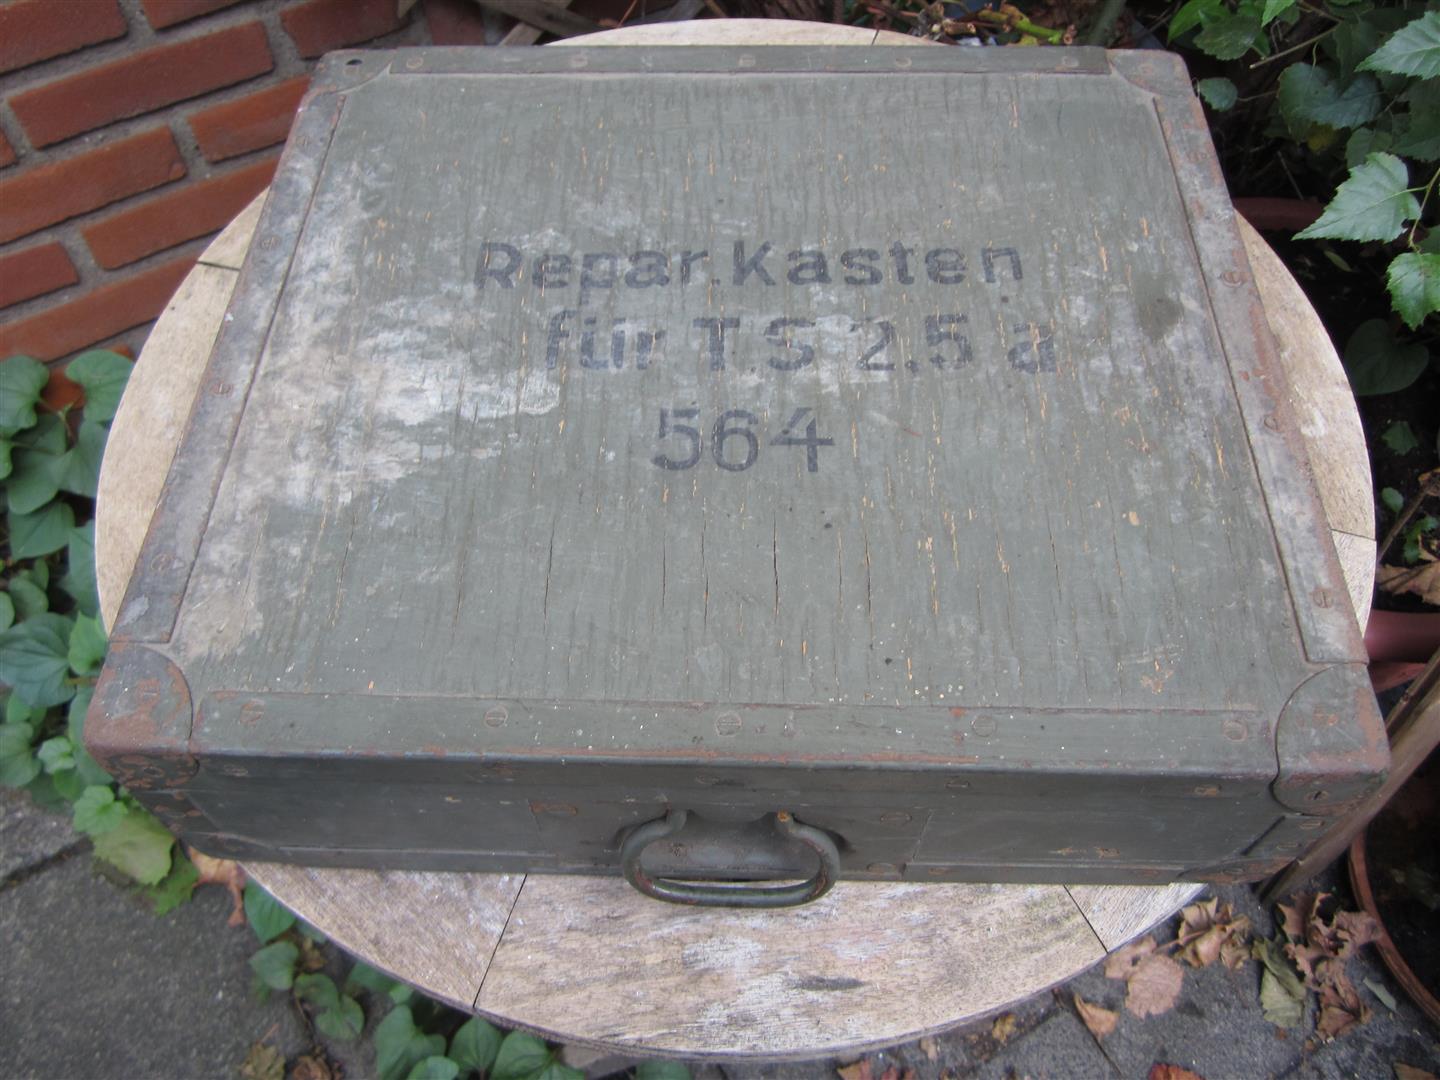 Repar.Kasten
für T.S 2.5 a
564